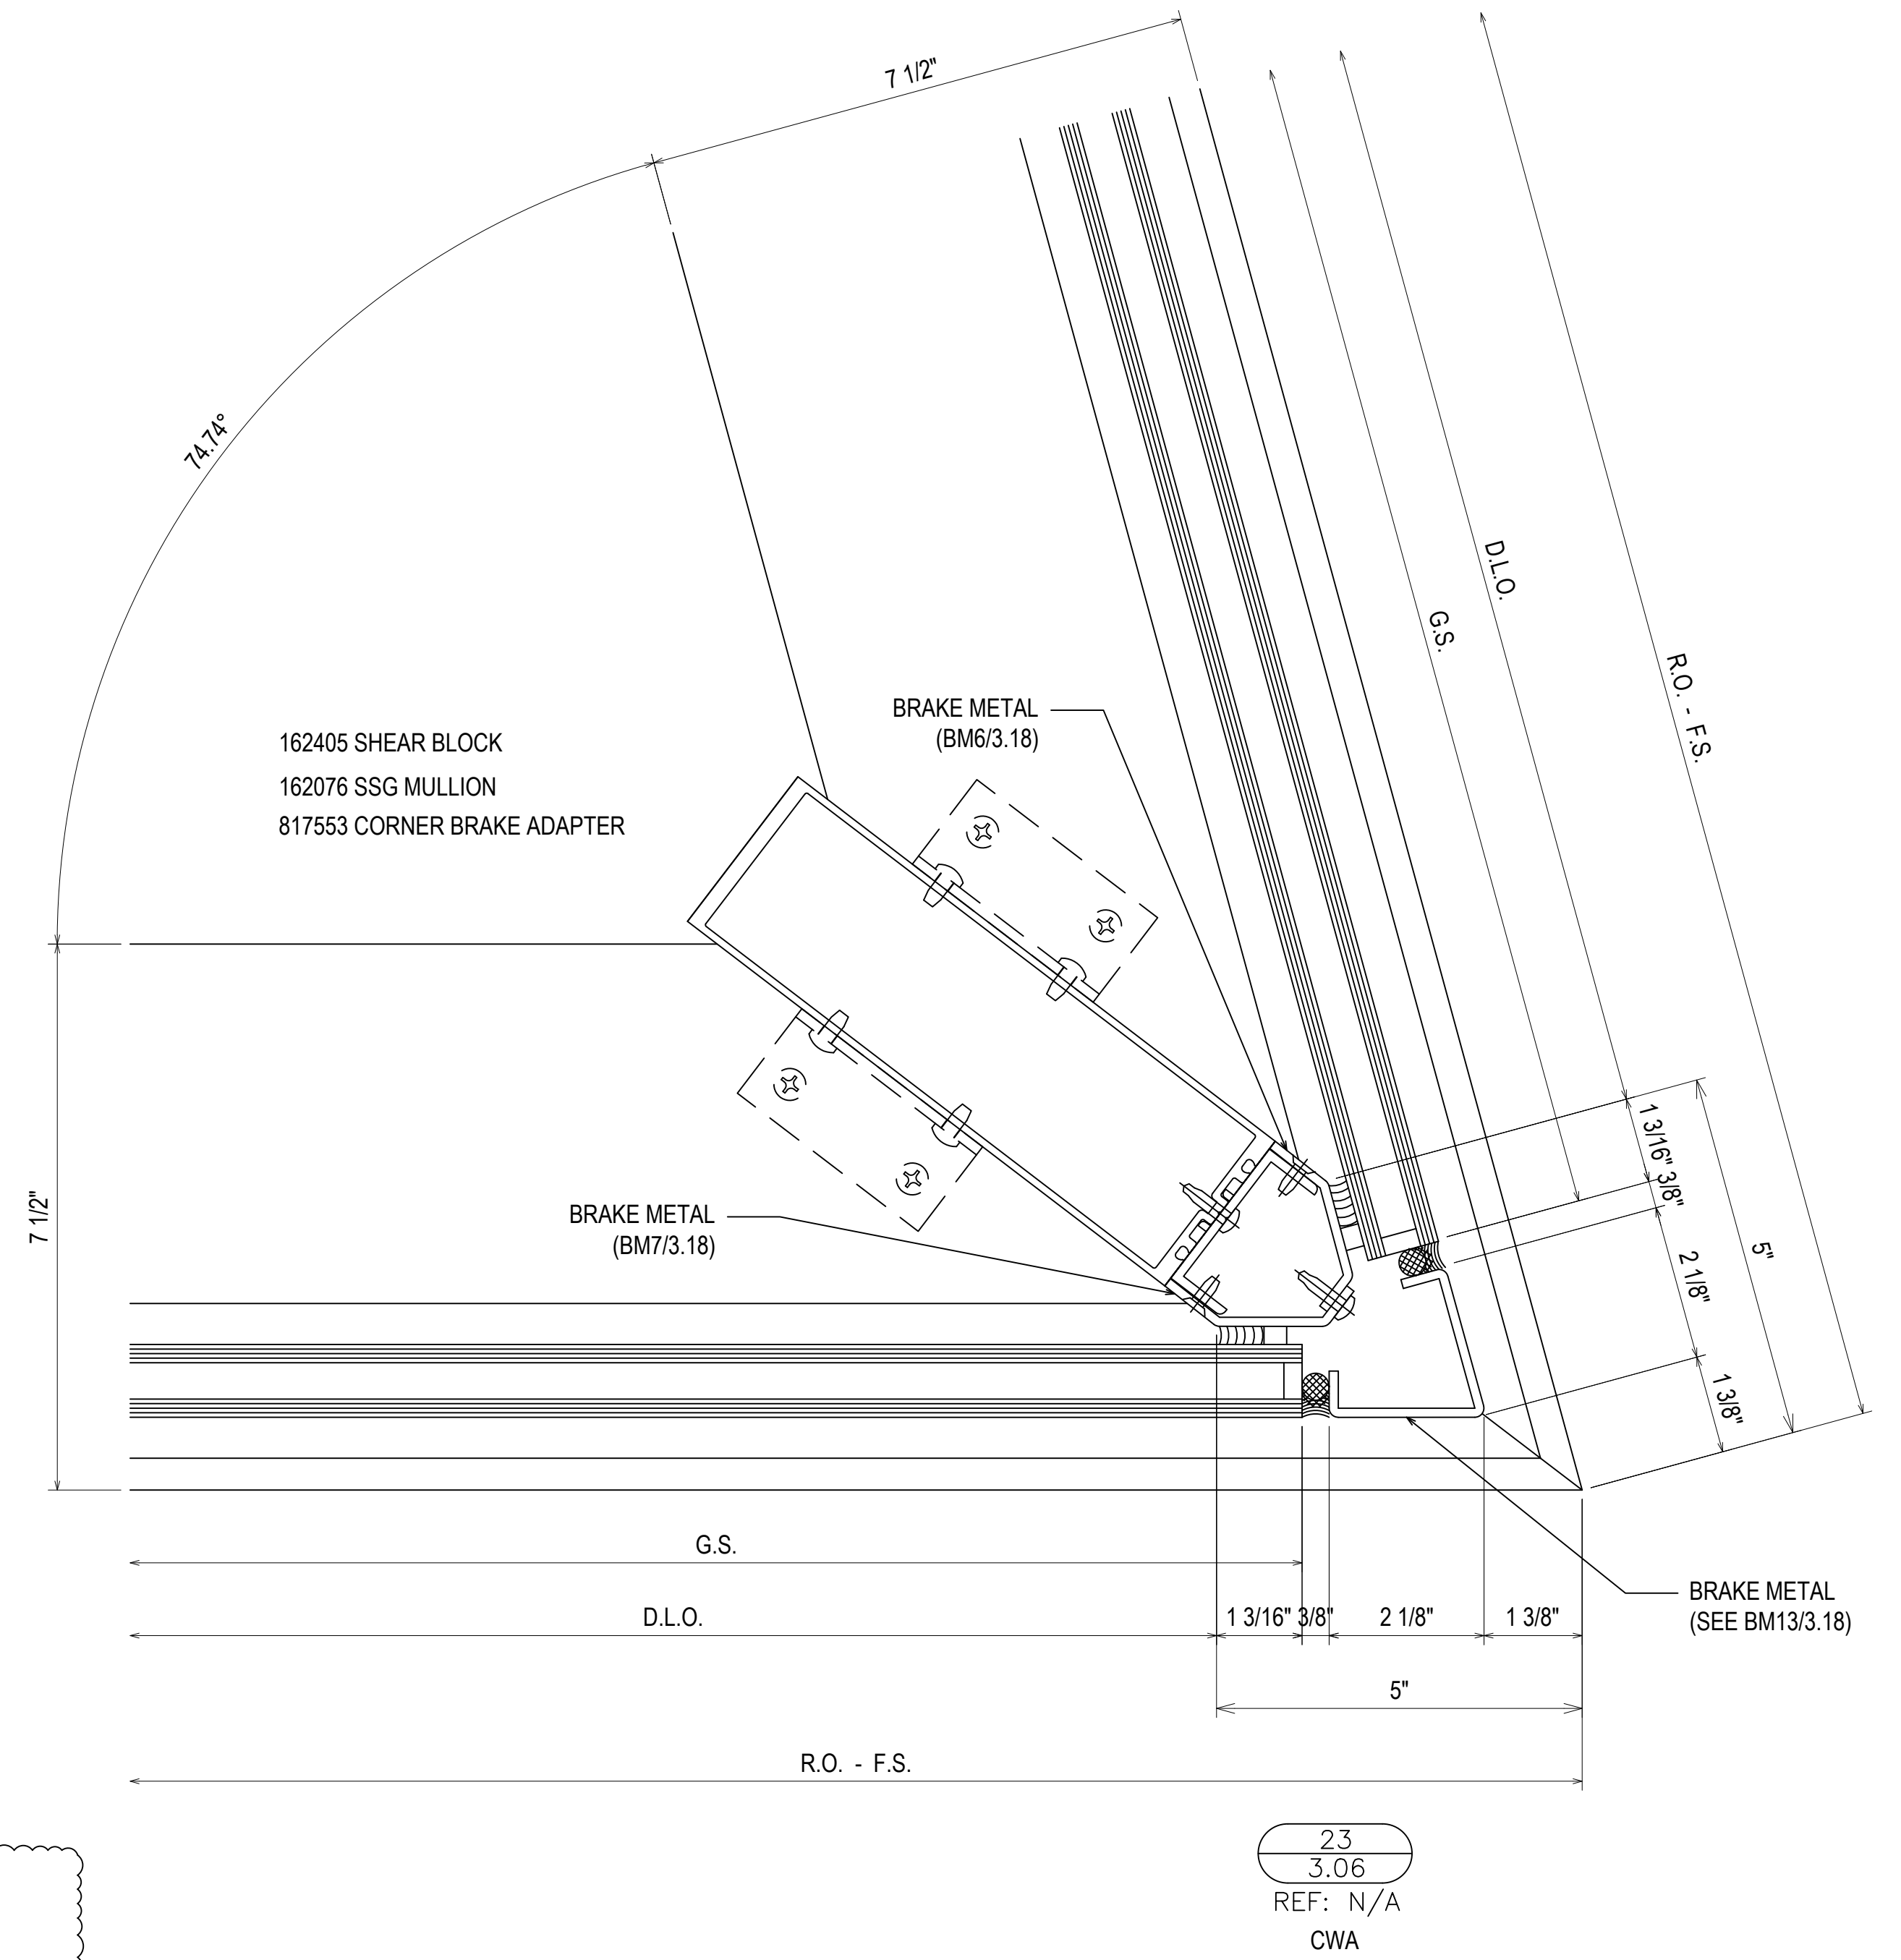 7 1/2"
74.74°
D.L.O.
G.S.
R.O. - F.S.
BRAKE METAL
(BM6/3.18)
162405 SHEAR BLOCK
162076 SSG MULLION
817553 CORNER BRAKE ADAPTER
1 3/16" 3/8"
5"
2 1/8"
1 3/8"
7 1/2"
BRAKE METAL
(BM7/3.18)
G.S.
BRAKE METAL
(SEE BM13/3.18)
D.L.O.
1 3/16" 3/8" 2 1/8" 1 3/8"
5"
R.O. - F.S.
23
3.06
REF: N/A
CWA